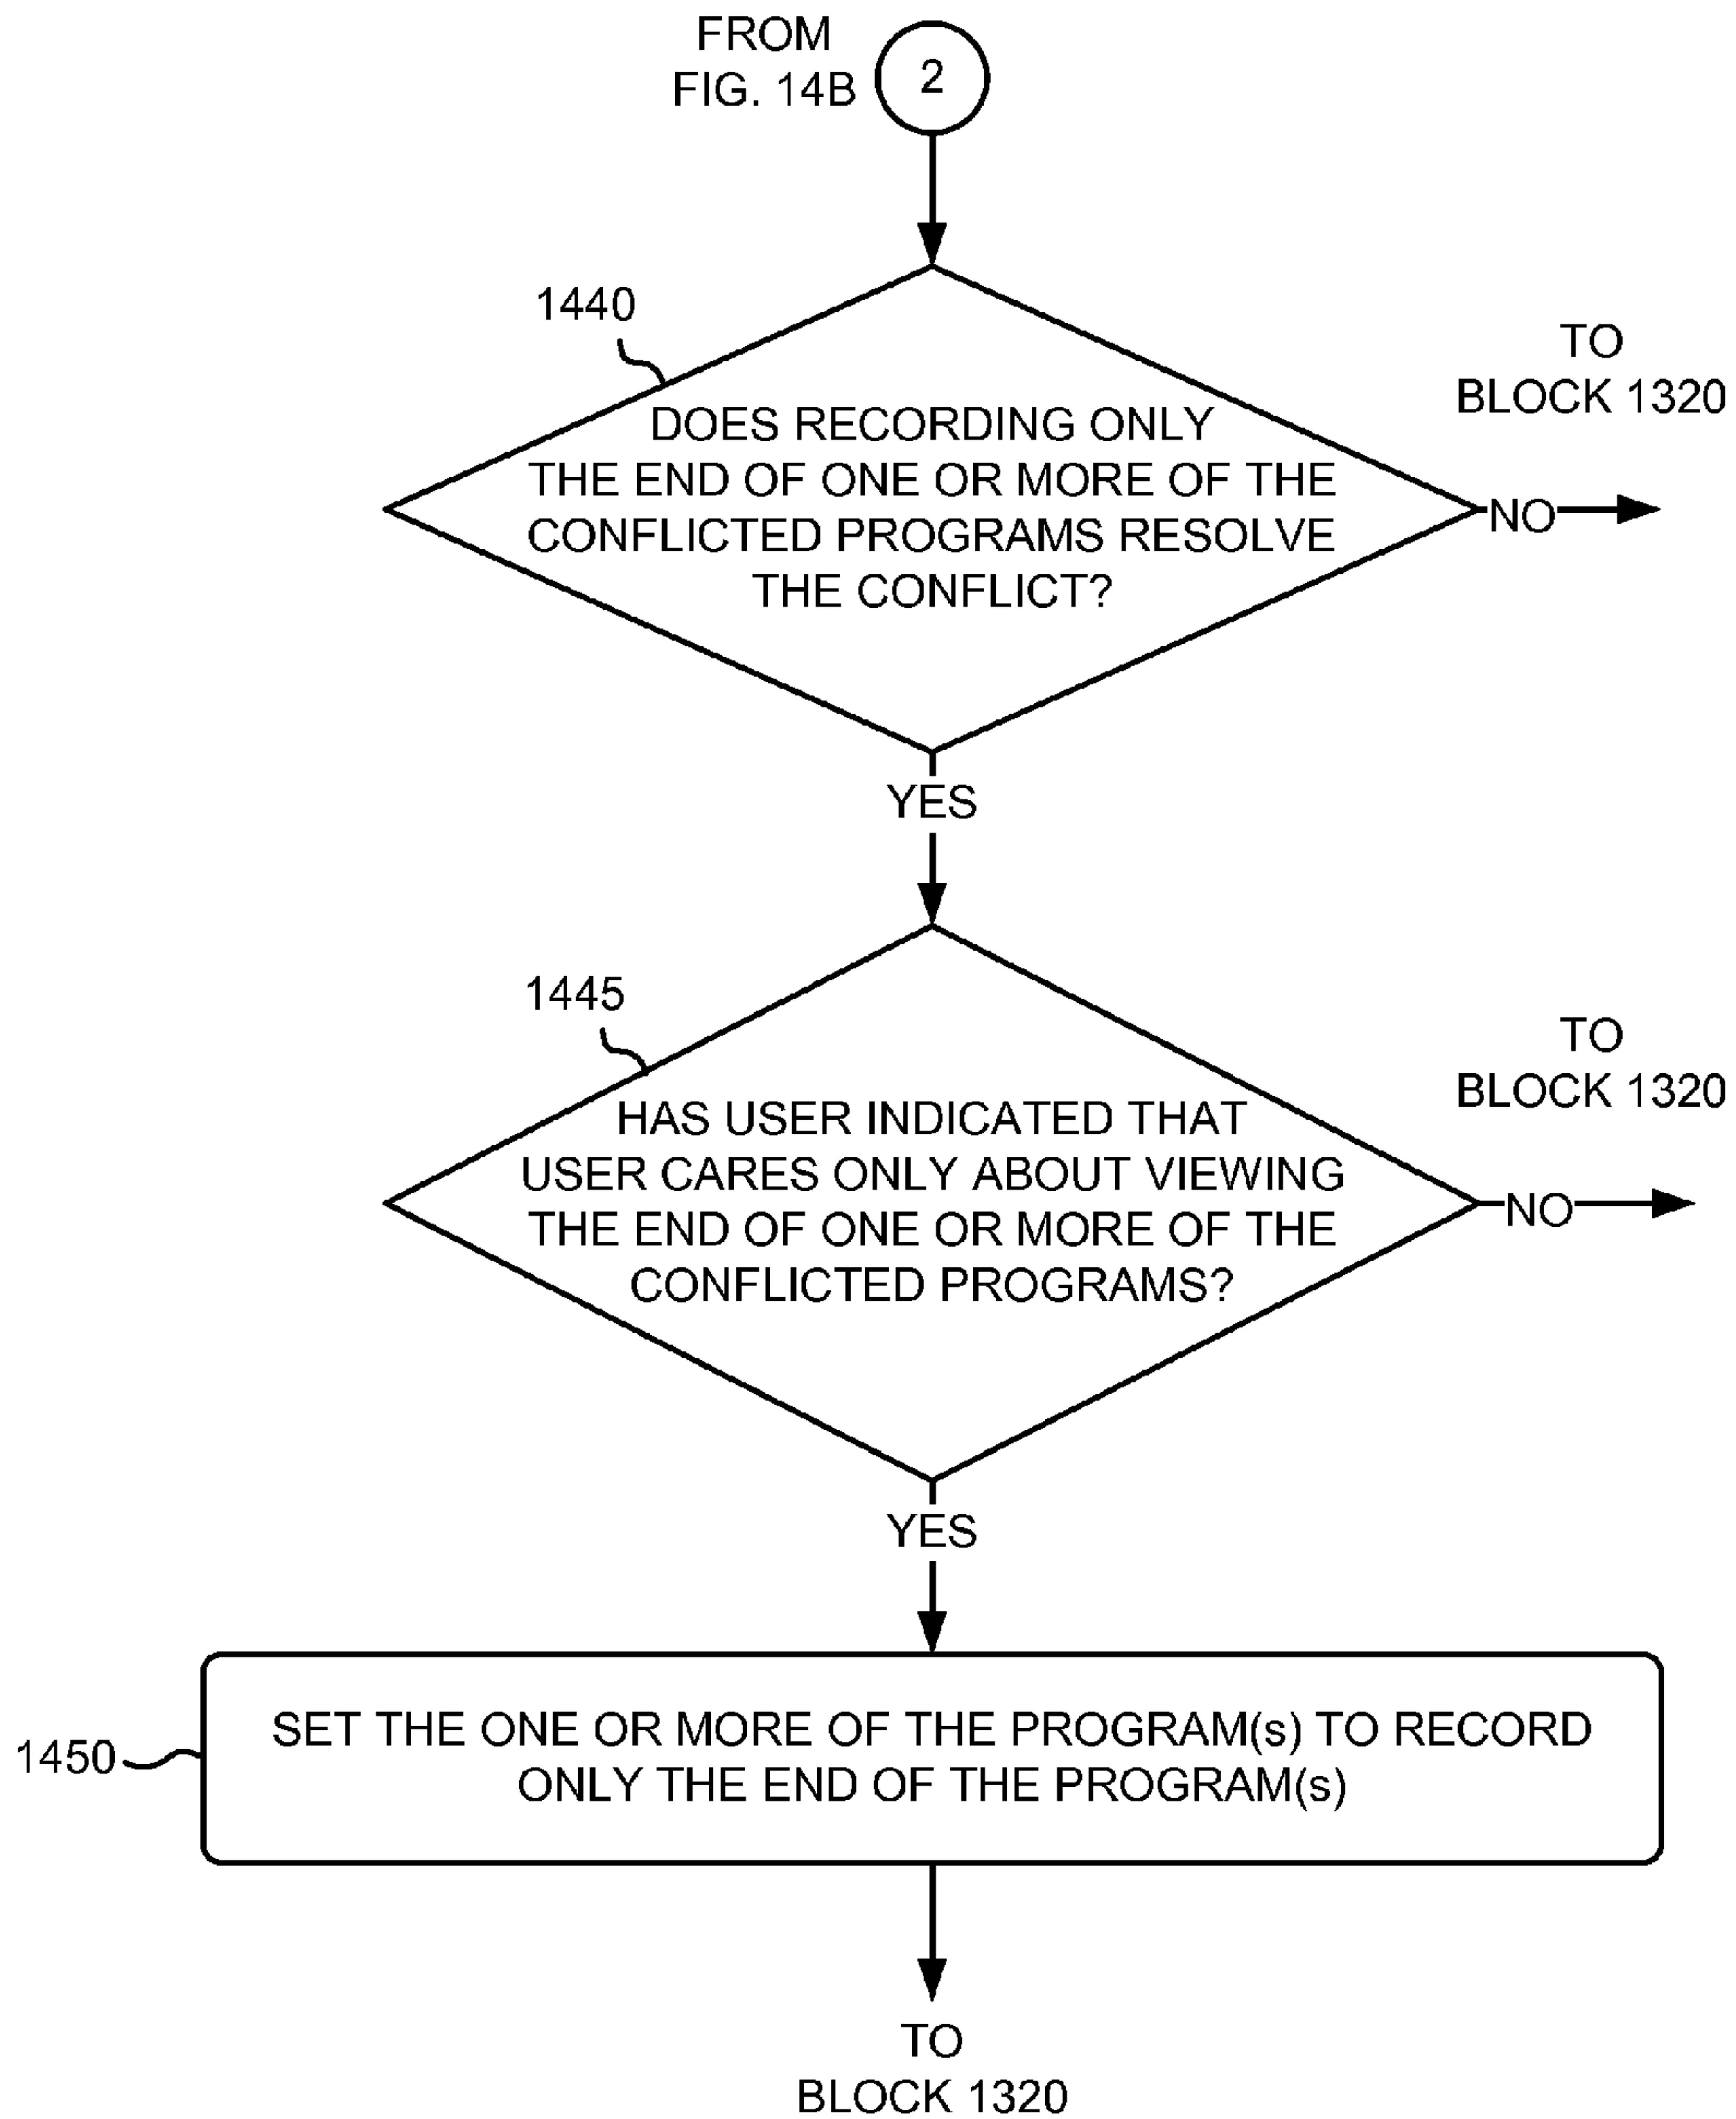 FROM
FIG. 14B
2
1440
DOES RECORDING ONLY
THE END OF ONE OR MORE OF THE
CONFLICTED PROGRAMS RESOLVE
THE CONFLICT?
TO
BLOCK 1320
NO
YES
1445
HAS USER INDICATED THAT
USER CARES ONLY ABOUT VIEWING
THE END OF ONE OR MORE OF THE
CONFLICTED PROGRAMS?
TO
BLOCK 1320
NO
YES
1450
SET THE ONE OR MORE OF THE PROGRAM(s) TO RECORD
ONLY THE END OF THE PROGRAM(s)
TO
BLOCK 1320